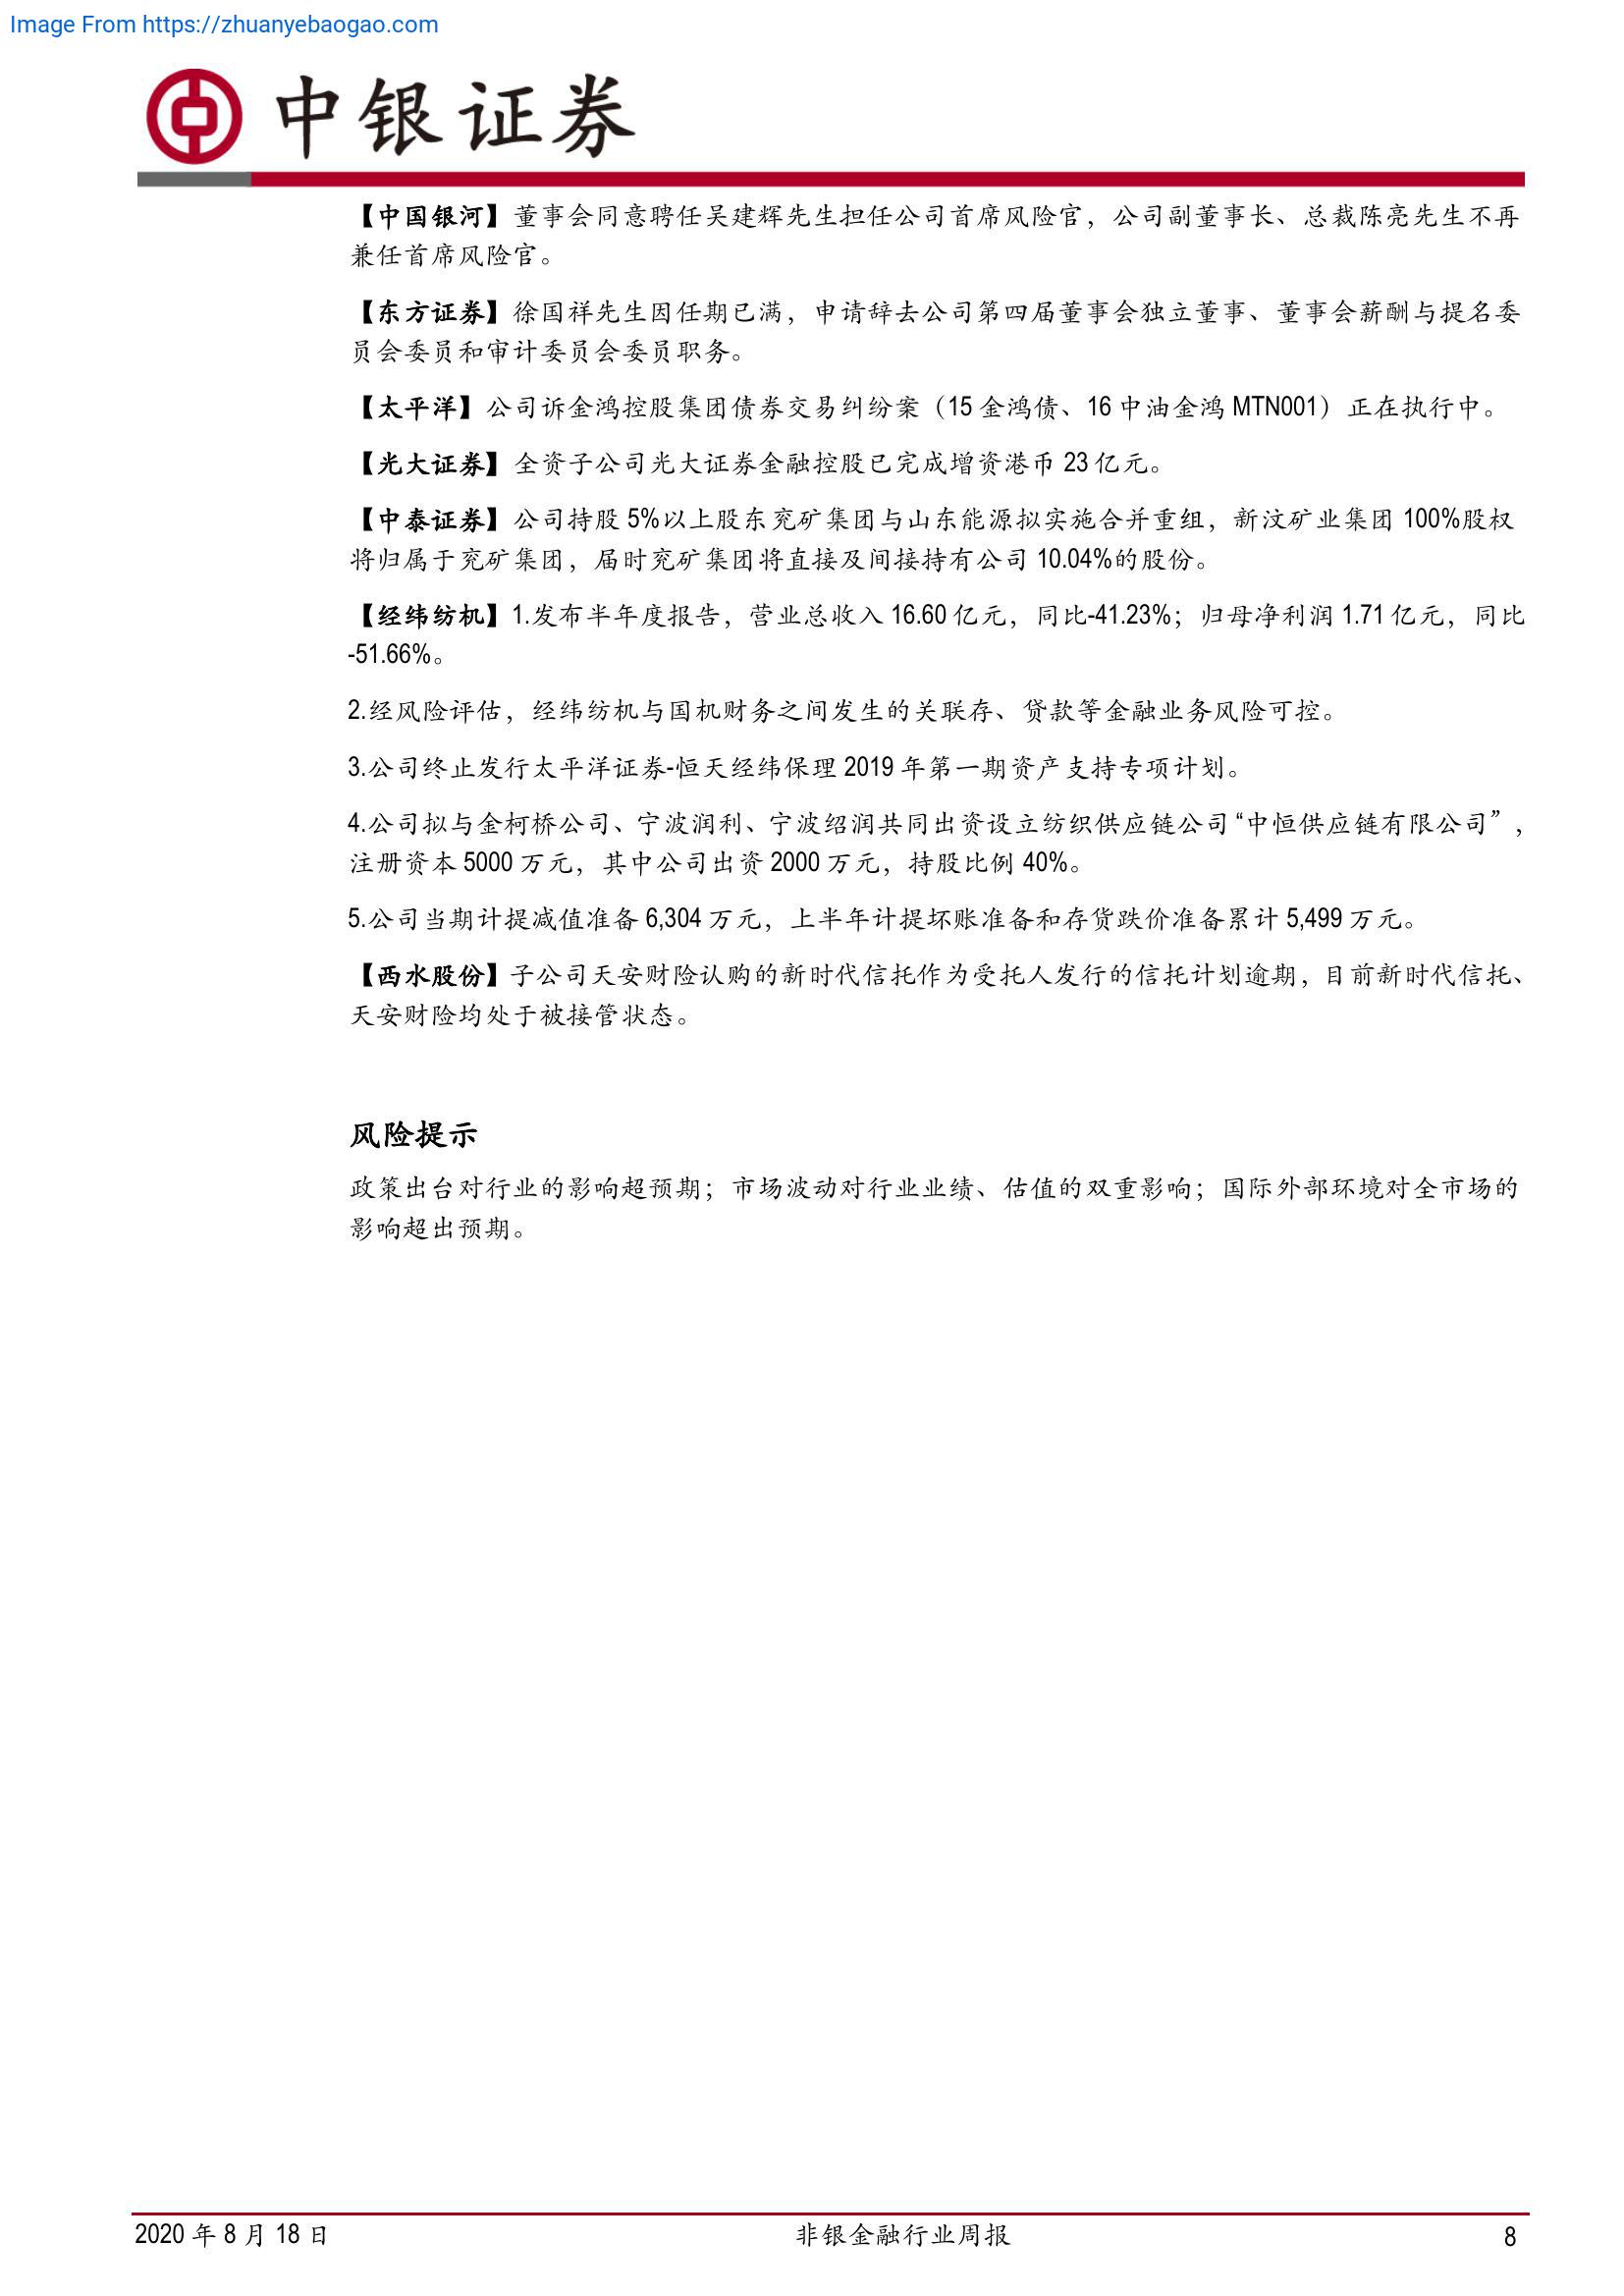 Image From https://zhuanyebaogao.com
中银证券
【中国银河】董事会同意聘任吴建辉先生担任公司首席风险官，公司副董事长、总裁陈亮先生不再
兼任首席风险官。
【东方证券】徐国祥先生因任期已满，申请辞去公司第四届董事会独立董事、董事会薪酬与提名委
员会委员和审计委员会委员职务。
【太平洋】公司诉金鸿控股集团债券交易纠纷案（15 金鸿债、16 中油金鸿 MTN001）正在执行中。
【光大证券】全资子公司光大证券金融控股已完成增资港币 23 亿元。
【中泰证券】公司持股 5%以上股东兖矿集团与山东能源拟实施合并重组，新汶矿业集团 100%股权
将归属于兖矿集团，届时兖矿集团将直接及间接持有公司 10.04%的股份。
【经纬纺机】1.发布半年度报告，营业总收入 16.60 亿元，同比-41.23%；归母净利润 1.71 亿元，同比
-51.66%。
2.经风险评估，经纬纺机与国机财务之间发生的关联存、贷款等金融业务风险可控。
3.公司终止发行太平洋证券-恒天经纬保理 2019 年第一期资产支持专项计划。
4.公司拟与金柯桥公司、宁波润利、宁波绍润共同出资设立纺织供应链公司“中恒供应链有限公司”，
注册资本 5000 万元，其中公司出资 2000 万元，持股比例 40%。
5.公司当期计提减值准备 6,304 万元，上半年计提坏账准备和存货跌价准备累计 5,499 万元。
【西水股份】子公司天安财险认购的新时代信托作为受托人发行的信托计划逾期，目前新时代信托、
天安财险均处于被接管状态。
风险提示
政策出台对行业的影响超预期；市场波动对行业业绩、估值的双重影响；国际外部环境对全市场的
影响超出预期。
2020 年 8 月 18 日 非银金融行业周报 8